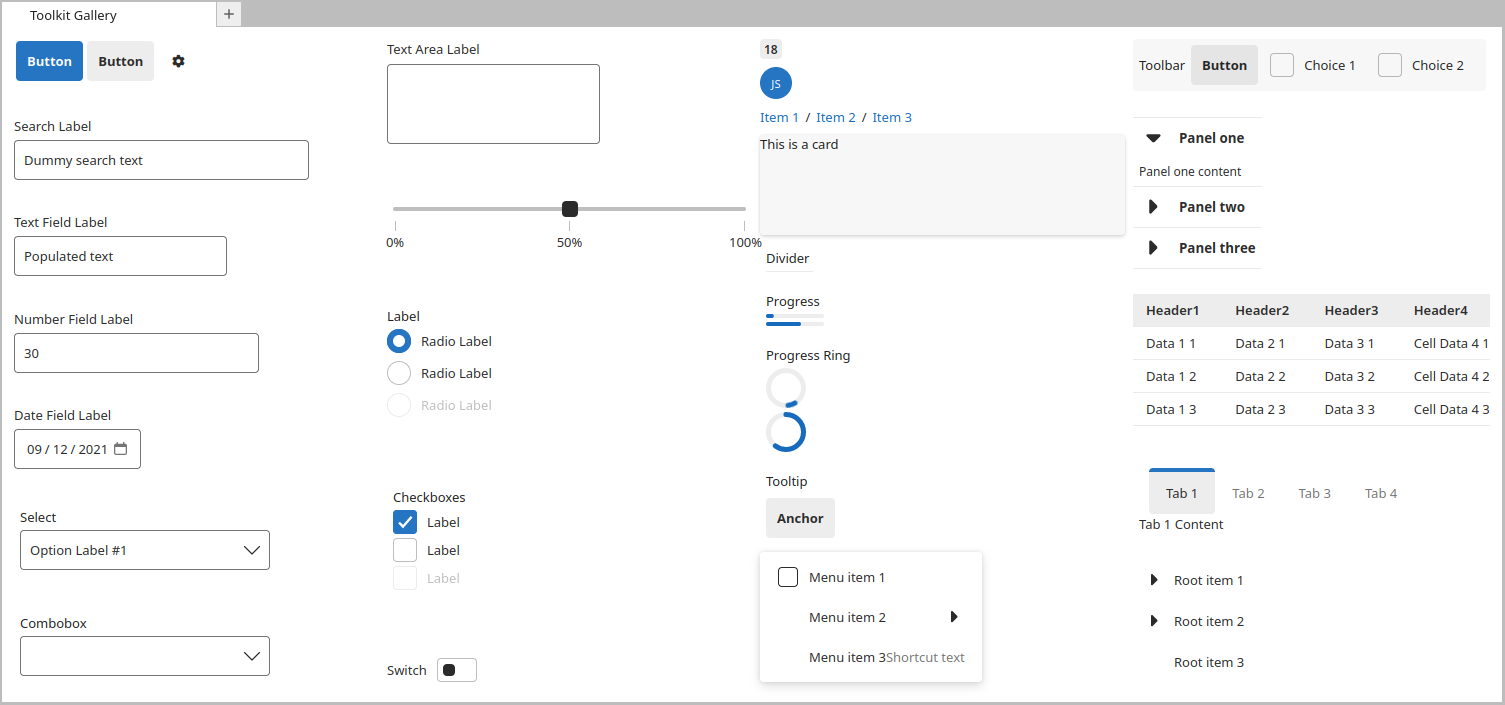 Toolkit Gallery
Button Button
Search Label
Dummy search text
Text Field Label
Populated text
Number Field Label
30
Date Field Label
09 / 12 / 2021
Select
Option Label #1
Combobox
Text Area Label
0% 50% 100%
Label
Radio Label
Radio Label
Radio Label
Checkboxes
Label
Label
Label
Switch
18
JS
Item 1 / Item 2 / Item 3
This is a card
Divider
Progress
Progress Ring
Tooltip
Anchor
Menu item 1
Menu item 2
Menu item 3Shortcut text
Toolbar Button Choice 1 Choice 2
Panel one
Panel one content
Panel two
Panel three
Header1 Header2 Header3 Header4
Data 1 1 Data 2 1 Data 3 1 Cell Data 4 1
Data 1 2 Data 2 2 Data 3 2 Cell Data 4 2
Data 1 3 Data 2 3 Data 3 3 Cell Data 4 3
Tab 1 Tab 2 Tab 3 Tab 4
Tab 1 Content
Root item 1
Root item 2
Root item 3